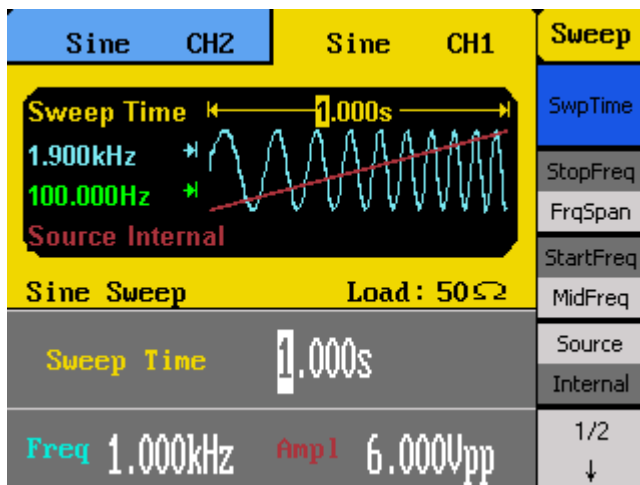 Sine CH2
Sine CH1
Sweep
Sweep Time 1.000s
1.900kHz
100.000Hz
Source Internal
Sine Sweep
Load: 50Ω
Sweep Time 1.000s
Freq 1.000kHz
Ampl 6.000Vpp
SwpTime
StopFreq
FrqSpan
StartFreq
MidFreq
Source
Internal
1/2
↓